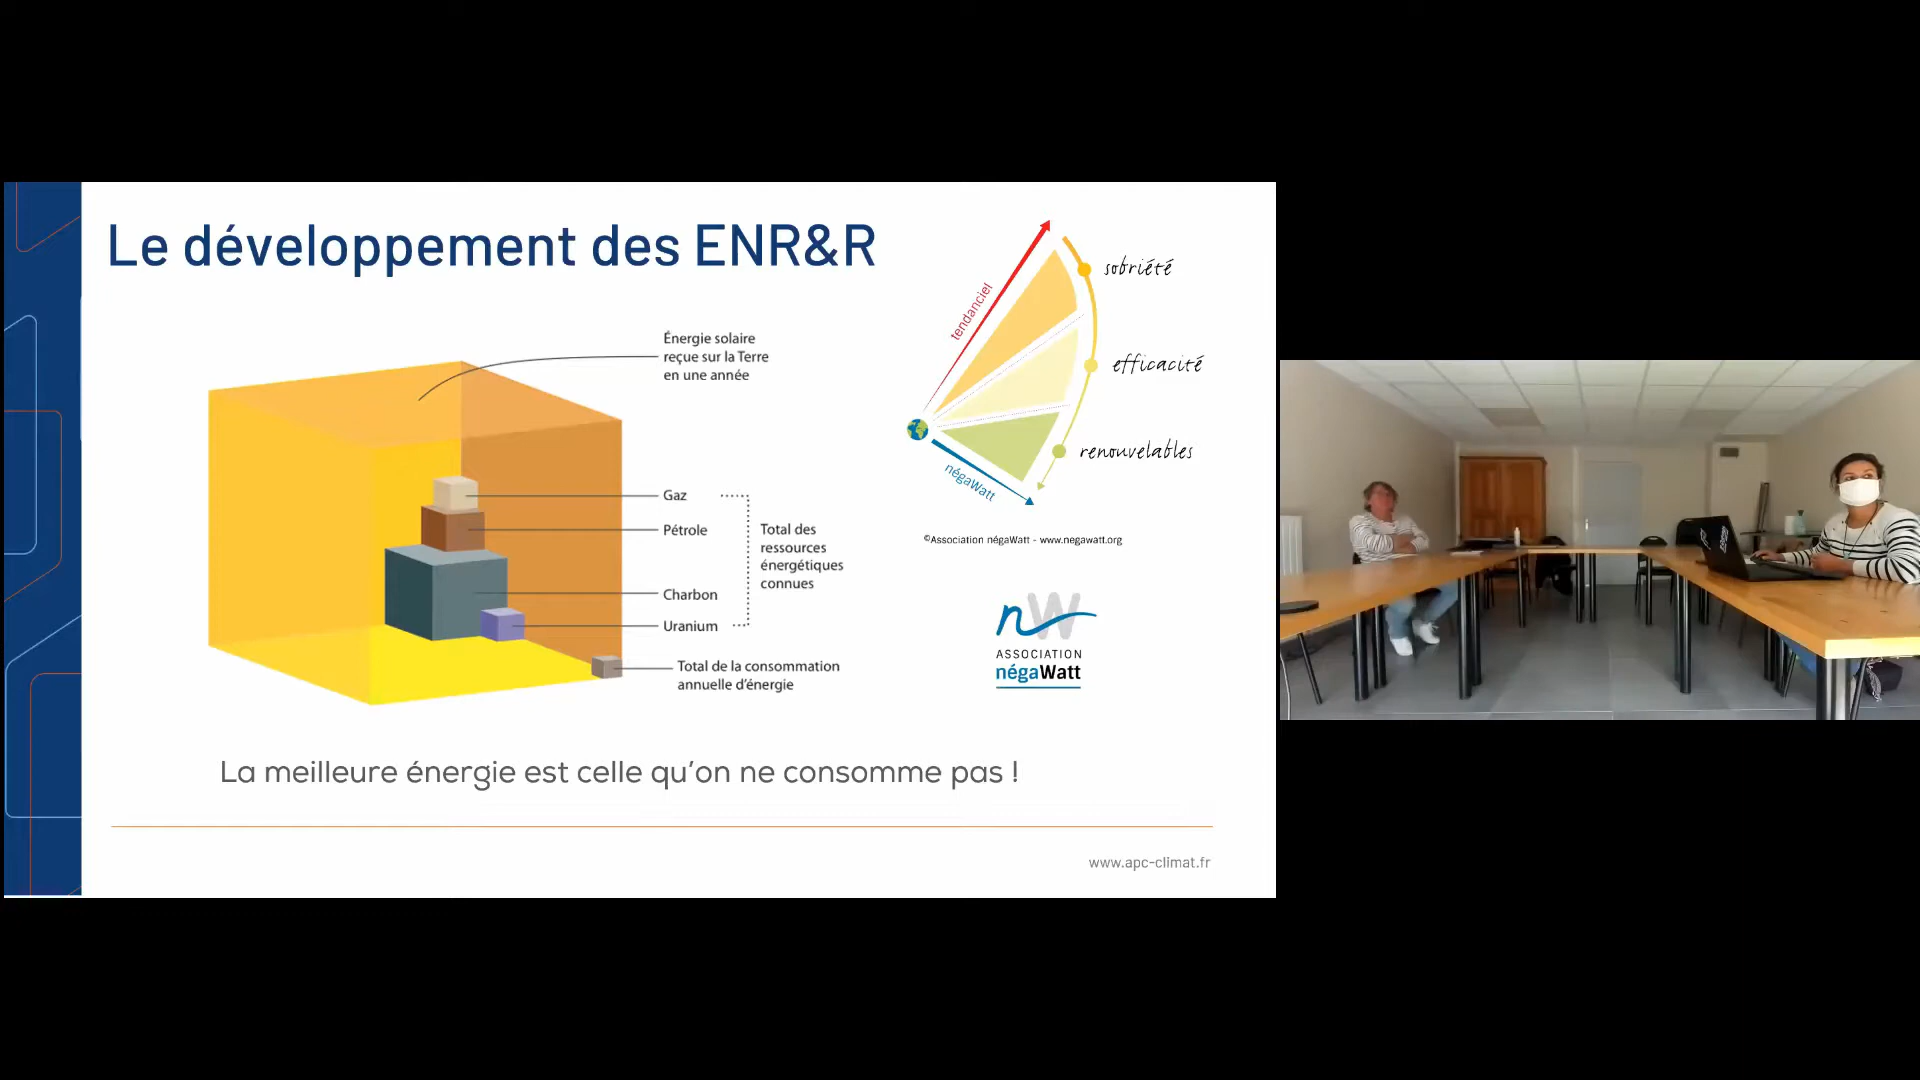 Le développement des ENR&R
Énergie solaire
reçue sur la Terre
en une année
Gaz
Pétrole
Charbon
Uranium
Total des
ressources
énergétiques
connues
Total de la consommation
annuelle d'énergie
tendanciel
sobriété
efficacité
renouvelables
négaWatt
©Association négaWatt - www.negawatt.org
nW
ASSOCIATION
négaWatt
La meilleure énergie est celle qu'on ne consomme pas !
www.apc-climat.fr